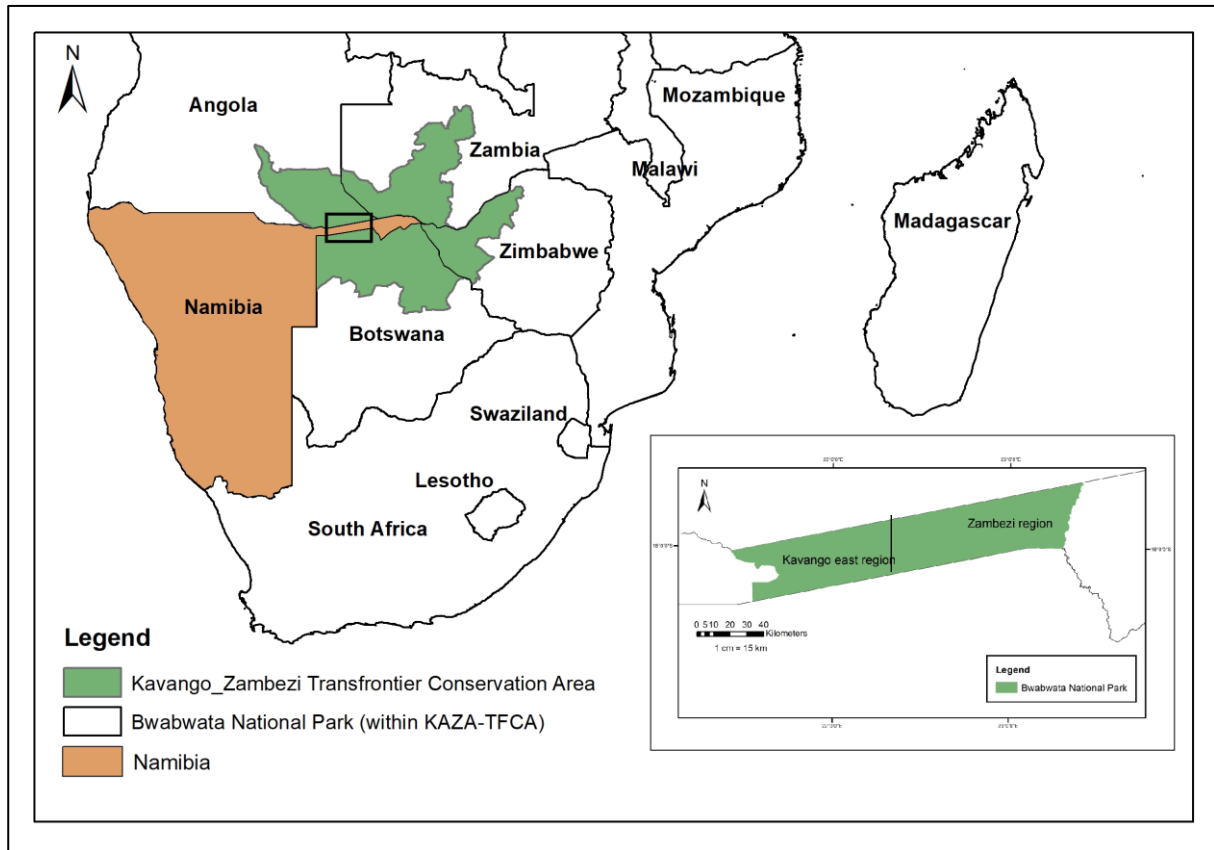 N
Angola
Mozambique
Zambia
Malawi
Madagascar
Zimbabwe
Namibia
Botswana
Swaziland
Lesotho
South Africa
N
Zambezi region
Kavango east region
0 5 10 20 30 40
Kilometers
1 cm = 15 km
Legend
Bwabwata National Park
Legend
Kavango_Zambezi Transfrontier Conservation Area
Bwabwata National Park (within KAZA-TFCA)
Namibia